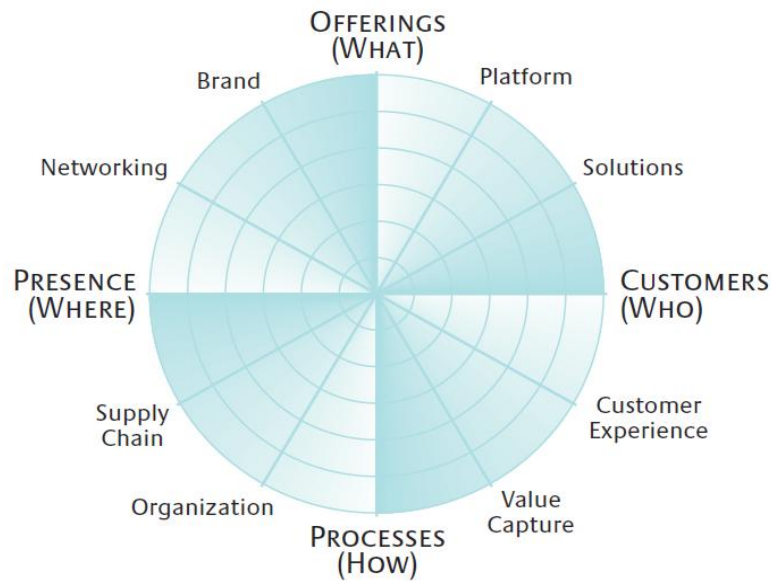 OFFERINGS
(WHAT)
Brand
Platform
Networking
Solutions
PRESENCE
(WHERE)
CUSTOMERS
(WHO)
Supply
Chain
Customer
Experience
Organization
Value
Capture
PROCESSES
(HOW)